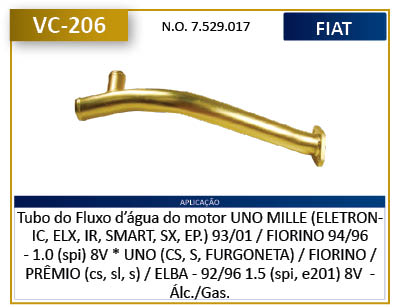 VC-206
N.O. 7.529.017
FIAT
APLICAÇÃO
Tubo do Fluxo d’água do motor UNO MILLE (ELETRON-
IC, ELX, IR, SMART, SX, EP.) 93/01 / FIORINO 94/96
- 1.0 (spi) 8V * UNO (CS, S, FURGONETA) / FIORINO /
PRÊMIO (cs, sl, s) / ELBA - 92/96 1.5 (spi, e201) 8V -
Álc./Gas.